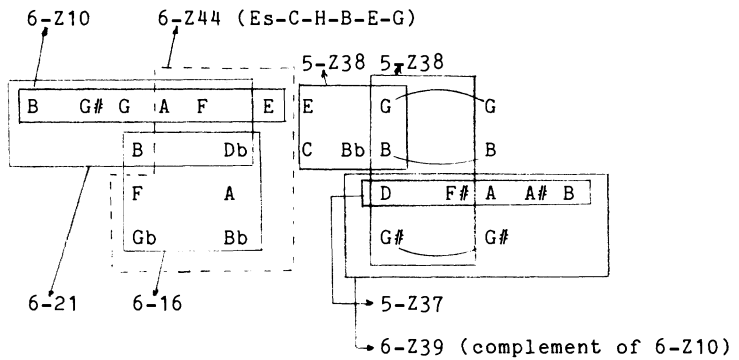 6-Z10 6-Z44 (Es-C-H-B-E-G)
5-Z38 5-Z38
B G# G A F E E G G
B Db C Bb B B
F A D F# A A# B
Gb Bb G# G#
6-21 6-16 5-Z37
6-Z39 (complement of 6-Z10)